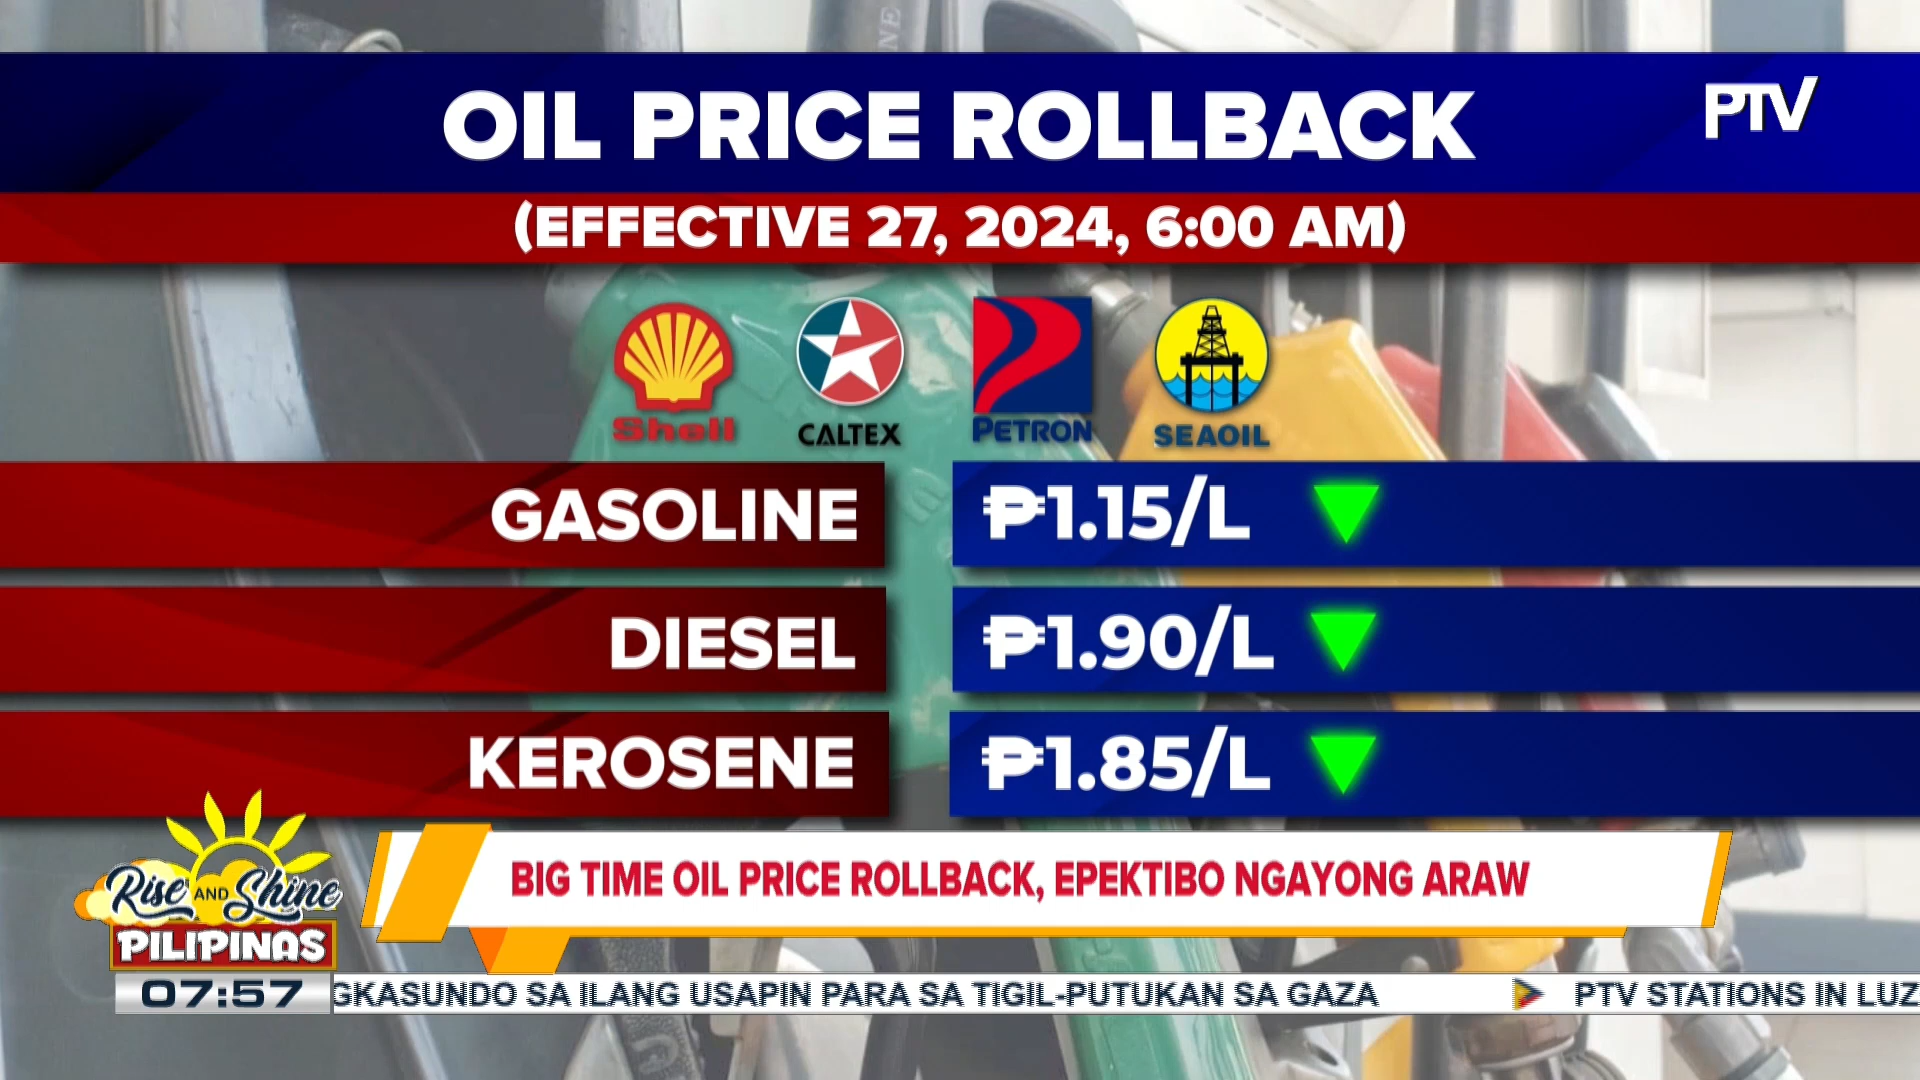 OIL PRICE ROLLBACK
PTV
(EFFECTIVE 27, 2024, 6:00 AM)
Shell
CALTEX
PETRON
SEAOIL
GASOLINE ₱1.15/L
DIESEL ₱1.90/L
KEROSENE ₱1.85/L
Rise AND Shine
PILIPINAS
BIG TIME OIL PRICE ROLLBACK, EPEKTIBO NGAYONG ARAW
07:57
GKASUNDO SA ILANG USAPIN PARA SA TIGIL-PUTUKAN SA GAZA PTV STATIONS IN LUZ